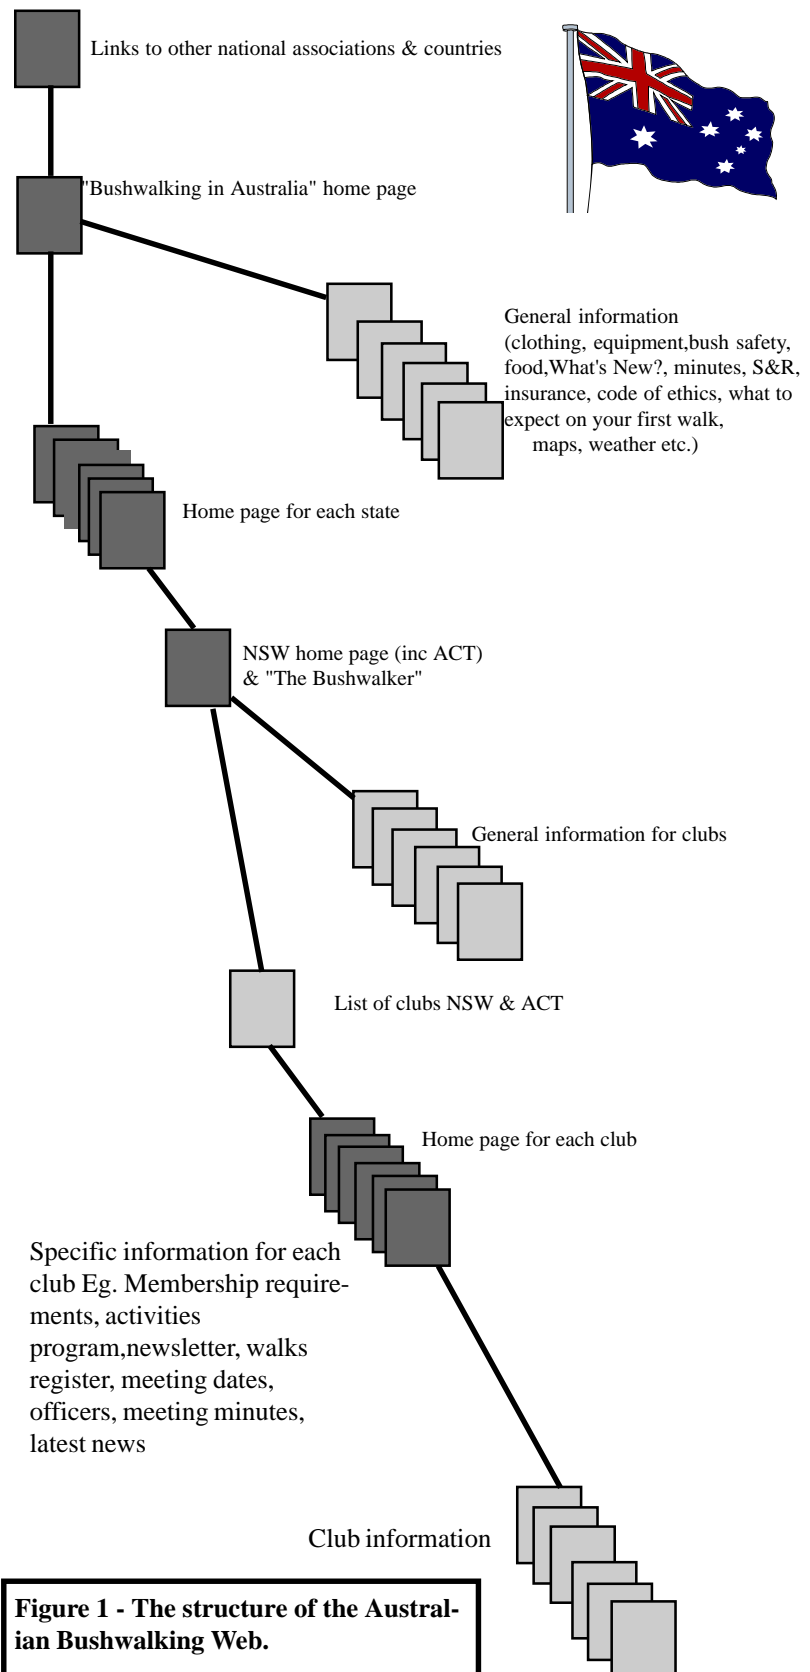 Links to other national associations & countries
"Bushwalking in Australia" home page
General information
(clothing, equipment,bush safety,
food,What's New?, minutes, S&R,
insurance, code of ethics, what to
expect on your first walk,
maps, weather etc.)
Home page for each state
NSW home page (inc ACT)
& "The Bushwalker"
General information for clubs
List of clubs NSW & ACT
Home page for each club
Specific information for each
club Eg. Membership require-
ments, activities
program,newsletter, walks
register, meeting dates,
officers, meeting minutes,
latest news
Club information
Figure 1 - The structure of the Austral-
ian Bushwalking Web.